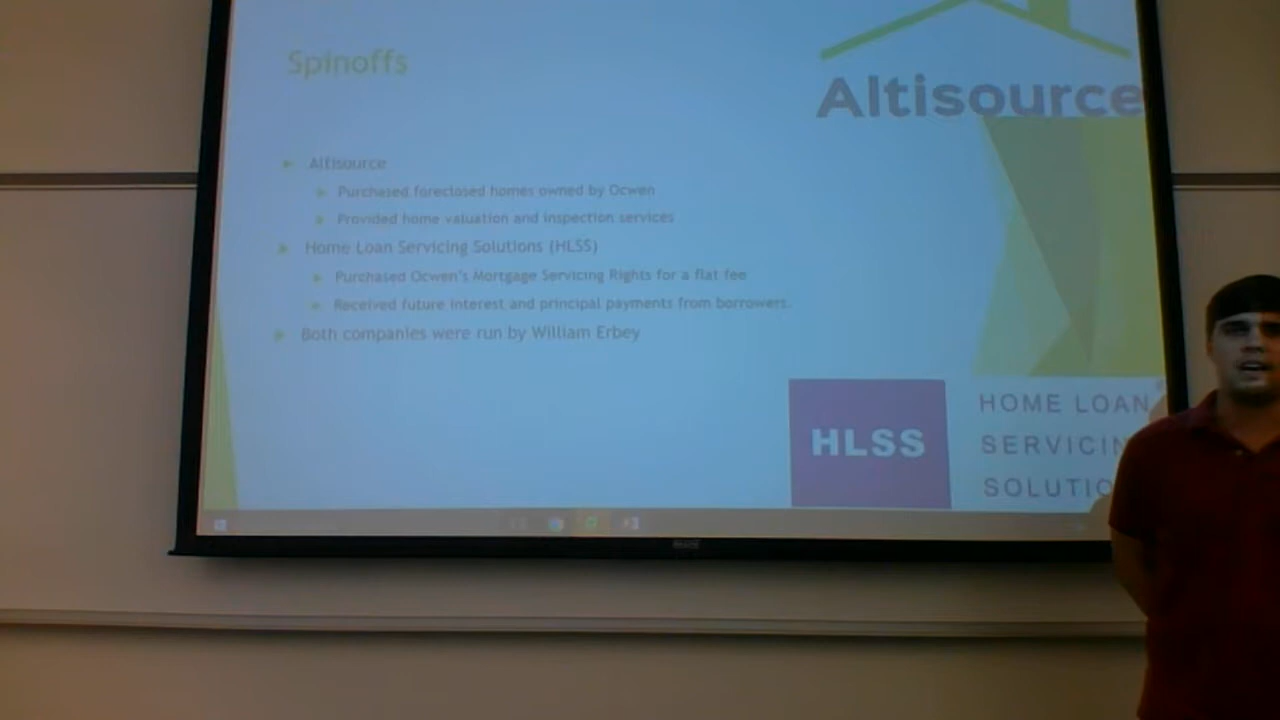 Spinoffs
Altisource
Altisource
Purchased foreclosed homes owned by Ocwen
Provided home valuation and inspection services
Home Loan Servicing Solutions (HLSS)
Purchased Ocwen's Mortgage Servicing Rights for a flat fee
Received future interest and principal payments from borrowers.
Both companies were run by William Erbey
HLSS
HOME LOAN
SERVICIN
SOLUTIO